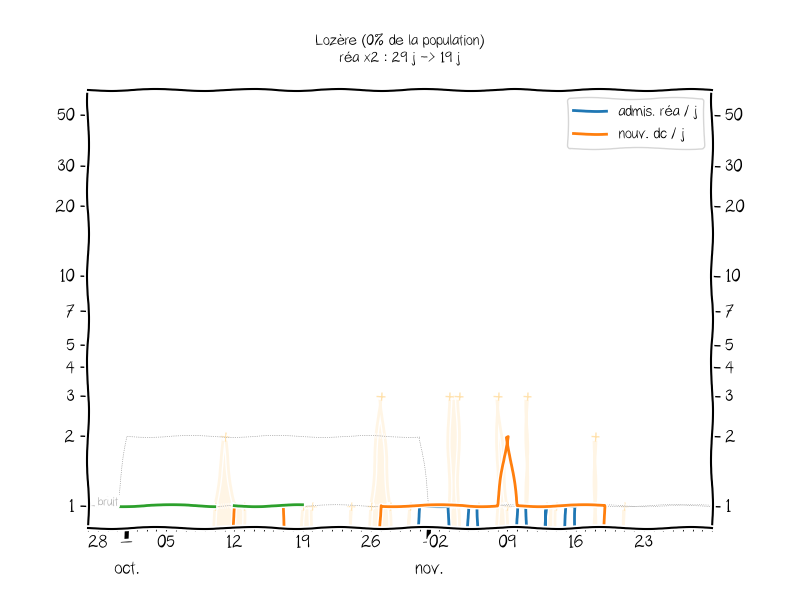 Lozère (0% de la population)
réa x2 : 29 j -> 19 j
admis. réa / j
nouv. dc / j
50 50
30 30
20 20
10 10
7 7
5 5
4 4
3 3
2 2
bruit
1 1
28 05 12 19 26 02 09 16 23
oct. nov.